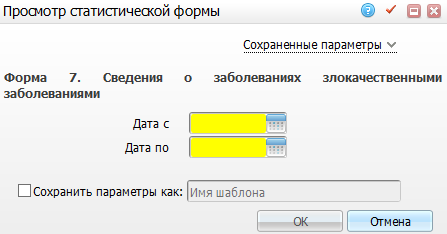 Просмотр статистической формы
Сохраненные параметры
Форма 7. Сведения о заболеваниях злокачественными
заболеваниями
Дата с
Дата по
Сохранить параметры как: Имя шаблона
OK Отмена